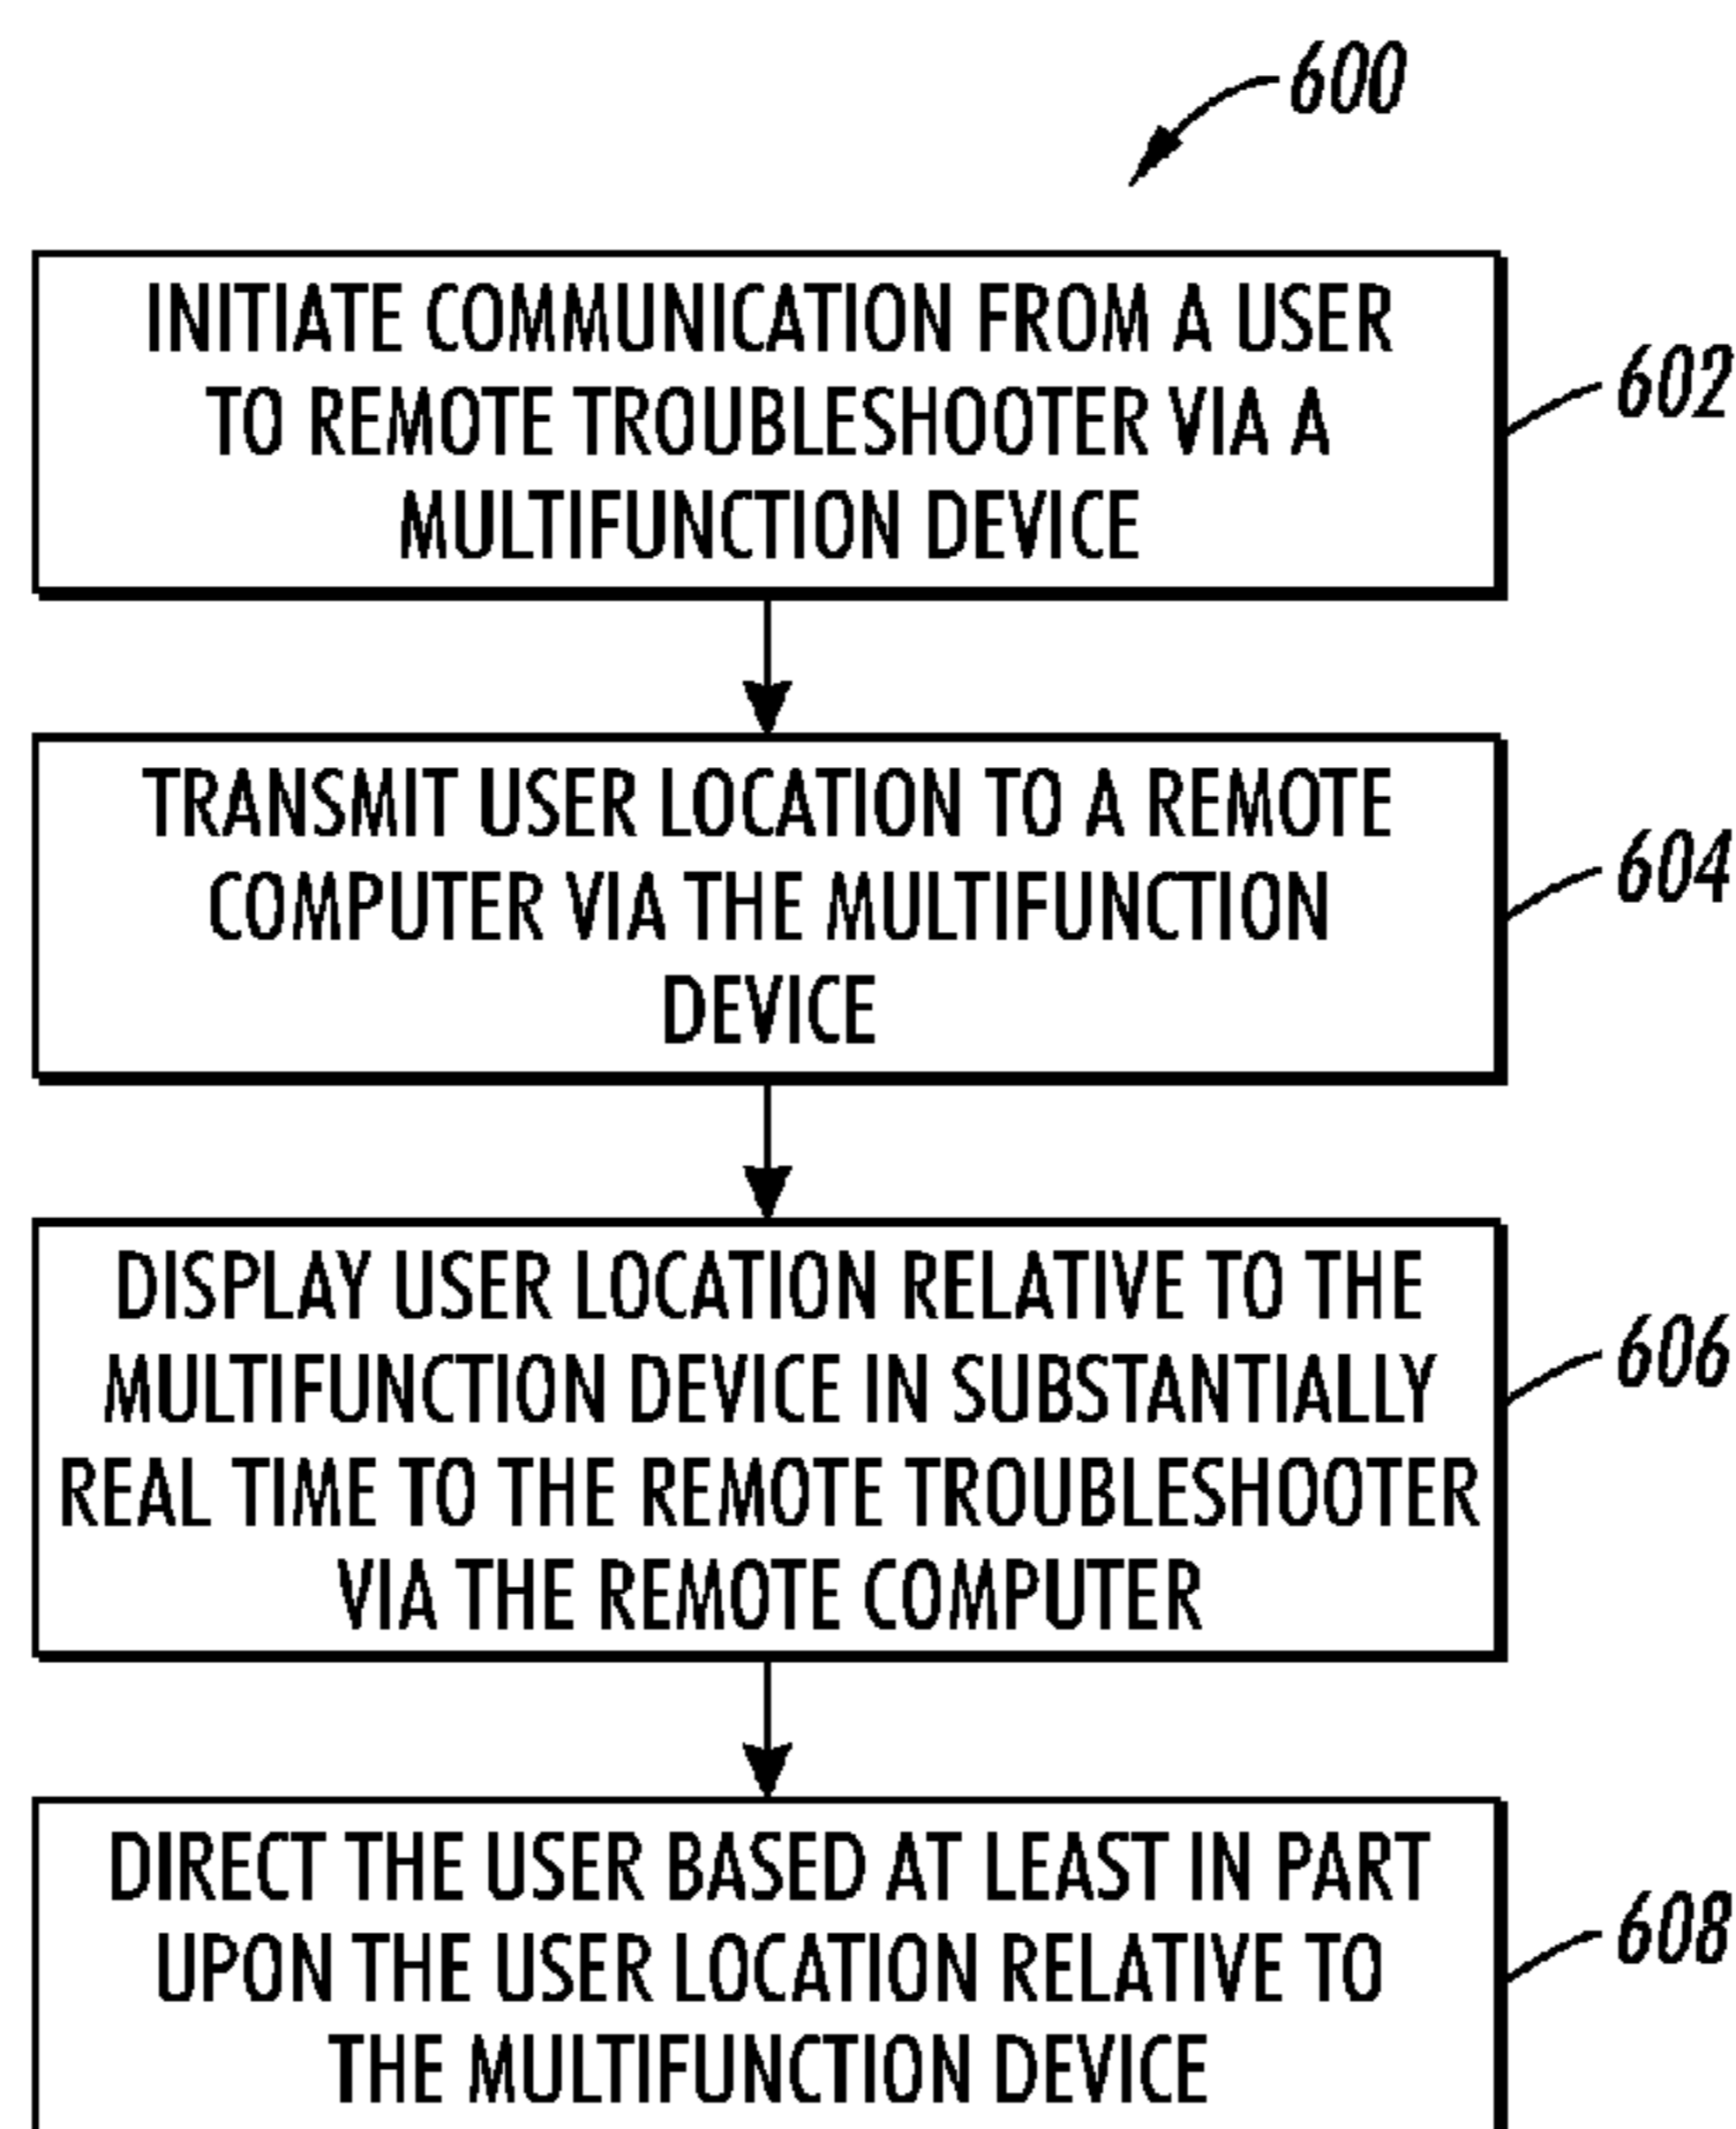 600
INITIATE COMMUNICATION FROM A USER
TO REMOTE TROUBLESHOOTER VIA A
MULTIFUNCTION DEVICE
602
TRANSMIT USER LOCATION TO A REMOTE
COMPUTER VIA THE MULTIFUNCTION
DEVICE
604
DISPLAY USER LOCATION RELATIVE TO THE
MULTIFUNCTION DEVICE IN SUBSTANTIALLY
REAL TIME TO THE REMOTE TROUBLESHOOTER
VIA THE REMOTE COMPUTER
606
DIRECT THE USER BASED AT LEAST IN PART
UPON THE USER LOCATION RELATIVE TO
THE MULTIFUNCTION DEVICE
608